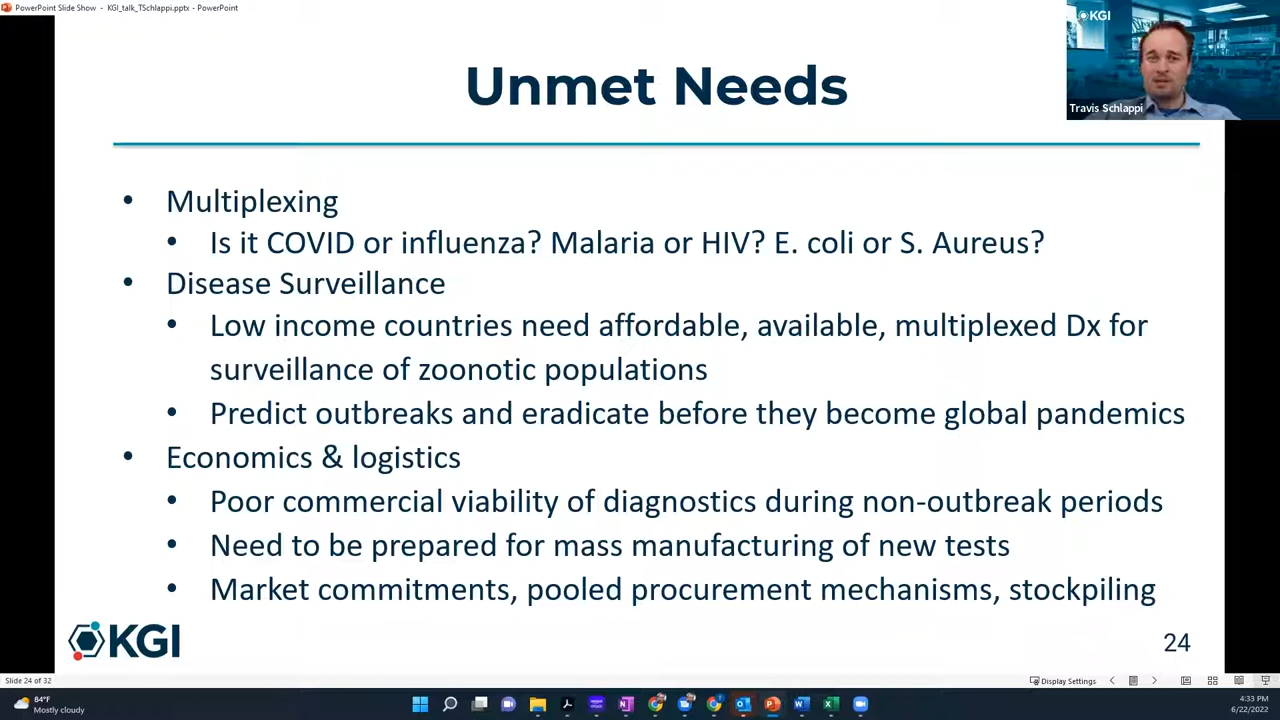 PowerPoint Slide Show - KGI_talk_TSchlappi.pptx - PowerPoint
KGI
Travis Schlappi
Unmet Needs
• Multiplexing
• Is it COVID or influenza? Malaria or HIV? E. coli or S. Aureus?
• Disease Surveillance
• Low income countries need affordable, available, multiplexed Dx for
surveillance of zoonotic populations
• Predict outbreaks and eradicate before they become global pandemics
• Economics & logistics
• Poor commercial viability of diagnostics during non-outbreak periods
• Need to be prepared for mass manufacturing of new tests
• Market commitments, pooled procurement mechanisms, stockpiling
KGI
24
Slide 24 of 32
Display Settings
84°F
Mostly cloudy
4:33 PM
6/22/2022